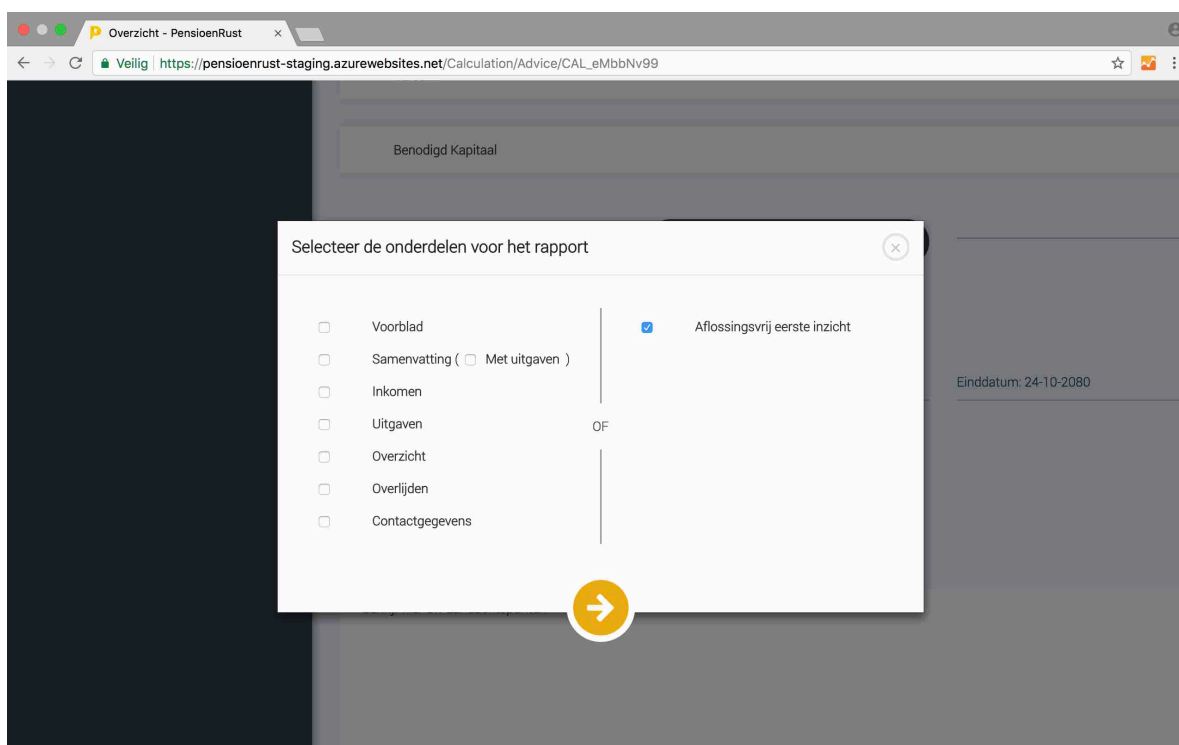 Overzicht - PensioenRust
Veilig https://pensioenrust-staging.azurewebsites.net/Calculation/Advice/CAL_eMbbNv99
Benodigd Kapitaal
Selecteer de onderdelen voor het rapport
Voorblad
Aflossingsvrij eerste inzicht
Samenvatting ( Met uitgaven )
Inkomen
Einddatum: 24-10-2080
Uitgaven
OF
Overzicht
Overlijden
Contactgegevens